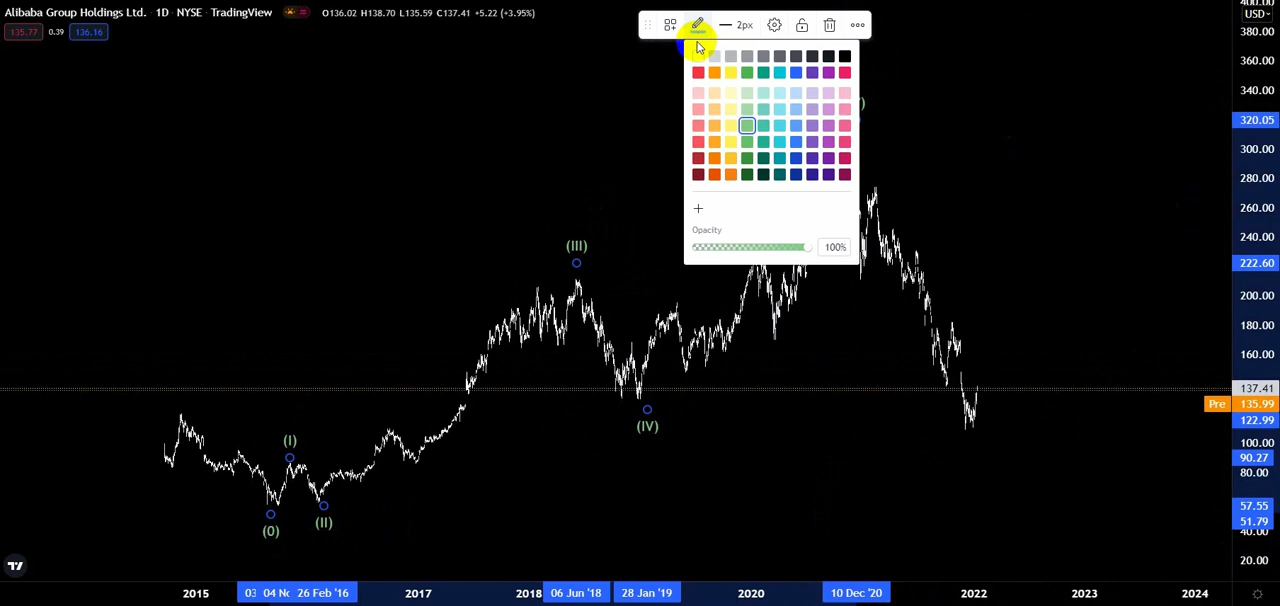 Alibaba Group Holdings Ltd. · 1D · NYSE · TradingView O136.02 H138.70 L135.59 C137.41 +5.22 (+3.95%)
135.77 0.39 136.16
2px
USD
400.00
380.00
360.00
340.00
320.05
300.00
280.00
260.00
240.00
222.60
200.00
180.00
160.00
137.41
Pre 135.99
122.99
100.00
90.27
80.00
57.55
51.79
40.00
20.00
Opacity
100%
(III)
(IV)
(I)
(0)
(II)
2015 04 26 Feb '16 2017 2018 06 Jun '18 28 Jan '19 2020 10 Dec '20 2022 2023 2024